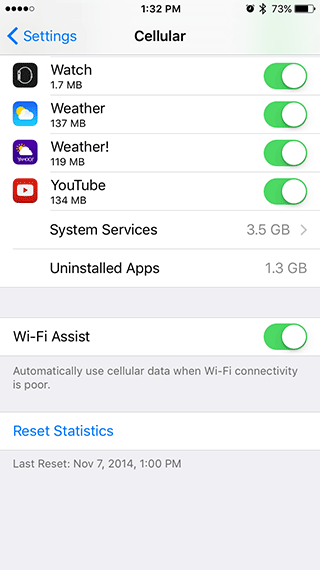 1:32 PM 73%
Settings Cellular
Watch
1.7 MB
Weather
137 MB
Weather!
119 MB
YAHOO!
YouTube
134 MB
System Services 3.5 GB
Uninstalled Apps 1.3 GB
Wi-Fi Assist
Automatically use cellular data when Wi-Fi connectivity
is poor.
Reset Statistics
Last Reset: Nov 7, 2014, 1:00 PM